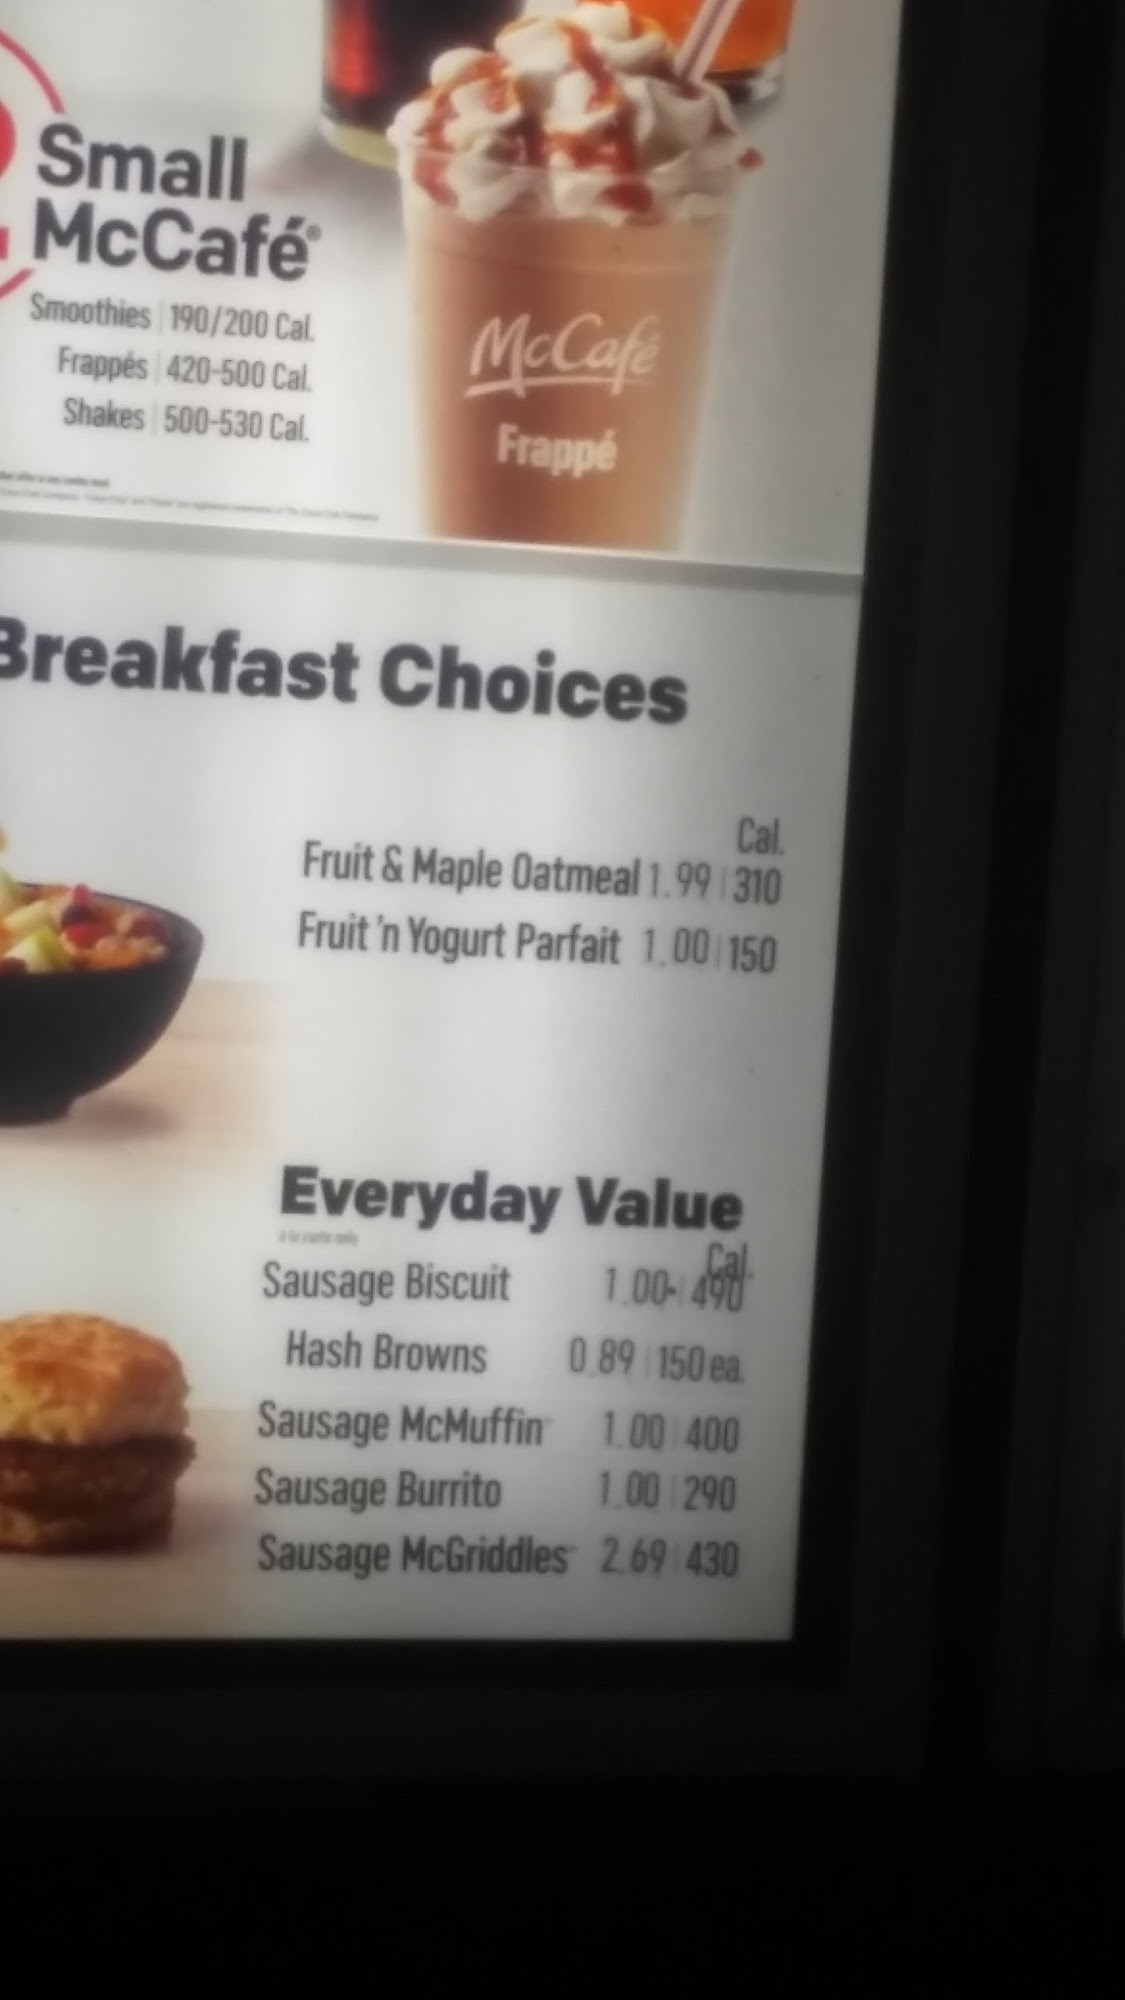 Small
McCafé®
Smoothies | 190/200 Cal.
Frappés | 420-500 Cal.
Shakes | 500-530 Cal.
McCafé
Frappé
Breakfast Choices
Cal.
Fruit & Maple Oatmeal 1.99 | 310
Fruit 'n Yogurt Parfait 1.00 | 150
Everyday Value
A la carte only
Cal.
Sausage Biscuit 1.00 | 490
Hash Browns 0.89 | 150 ea.
Sausage McMuffin 1.00 | 400
Sausage Burrito 1.00 | 290
Sausage McGriddles 2.69 | 430